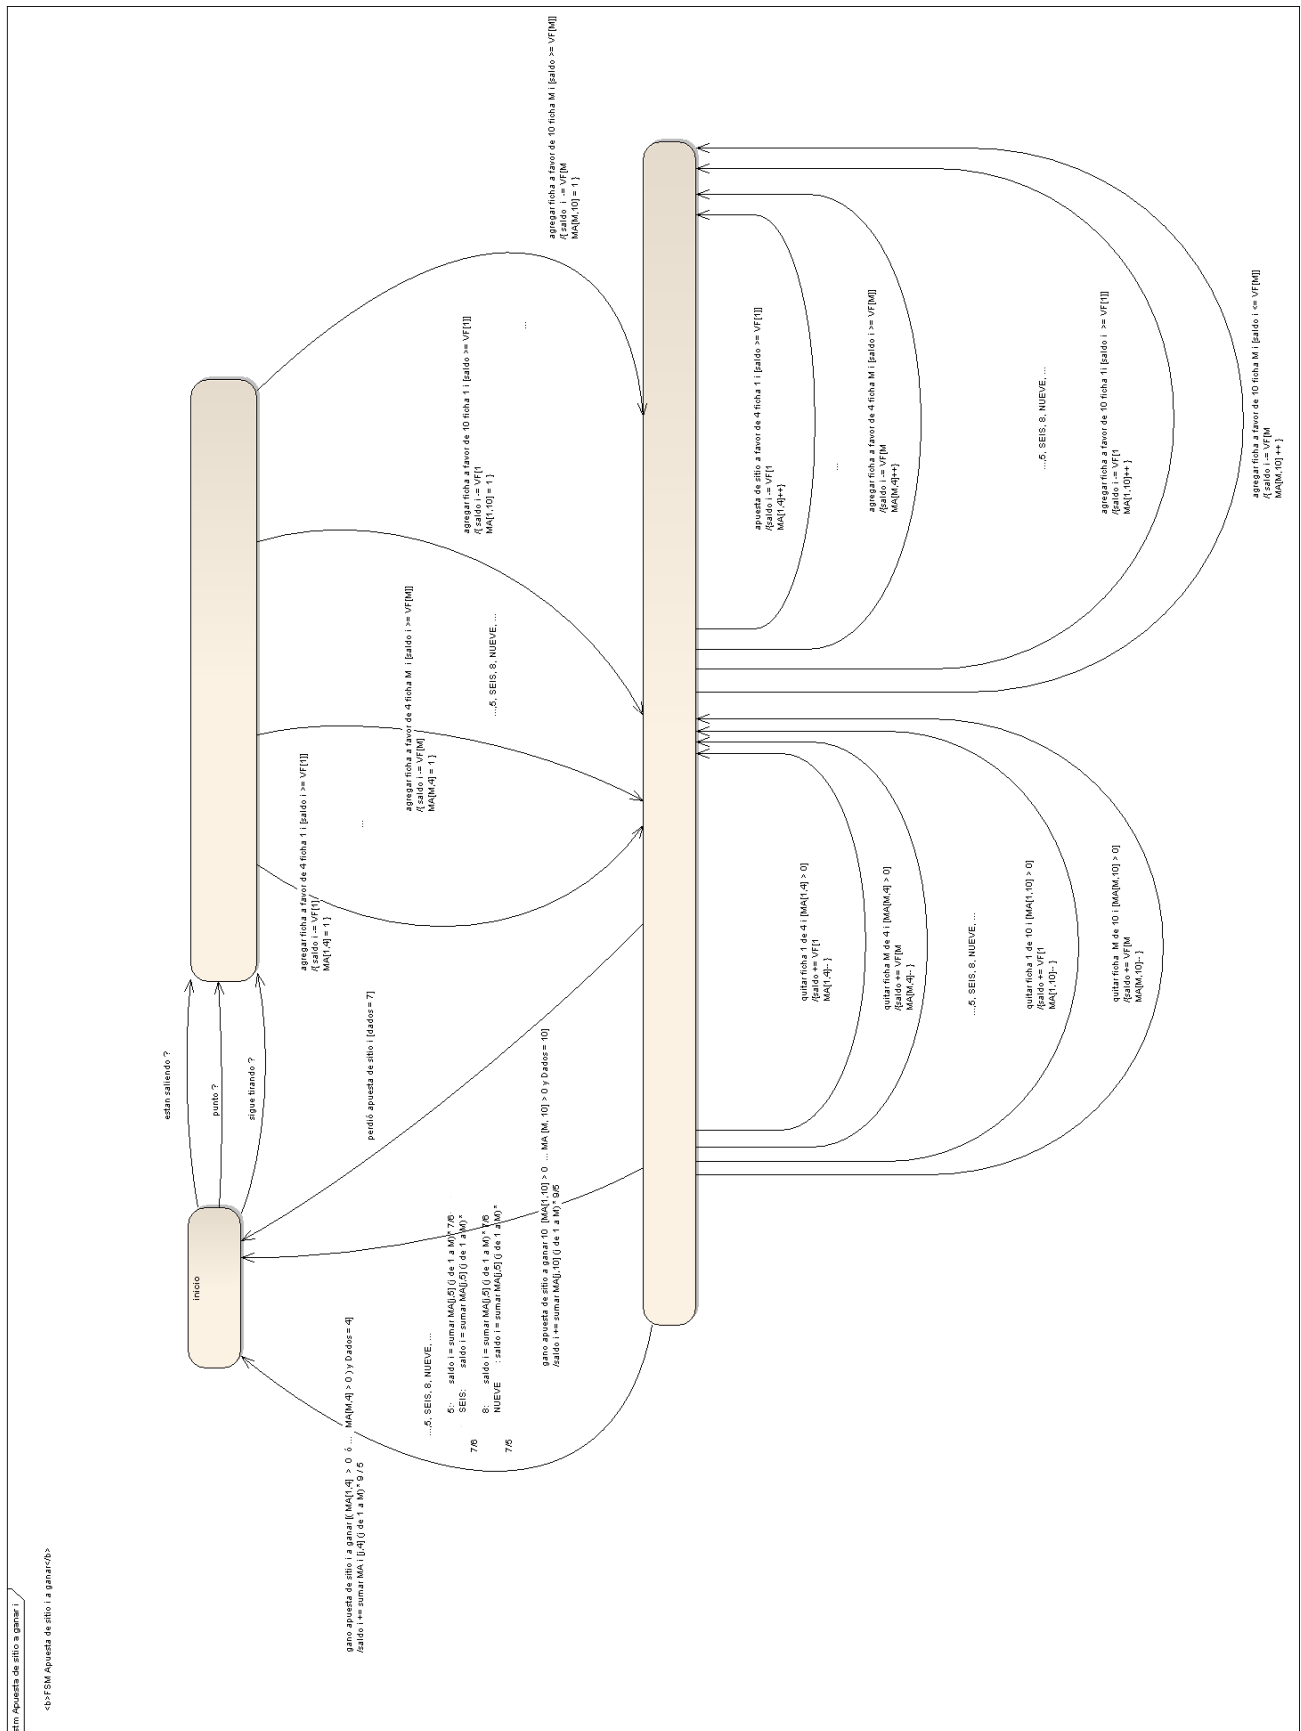 stm Apuesta de sitio a ganar i
<b>FSM Apuesta de sitio i a ganar</b>
estan saliendo ?
punto ?
sigue tirando ?
inicio
agregar ficha a favor de 4 ficha 1 i [saldo i >= VF[1]]
/{ saldo i -= VF[1]
MA[1,4] = 1 }
...
agregar ficha a favor de 4 ficha M i [saldo i >= VF[M]]
/{ saldo i -= VF[M]
MA[M,4] = 1 }
...,5, SEIS, 8, NUEVE, ...
agregar ficha a favor de 10 ficha 1 i [saldo >= VF[1]]
/{ saldo i -= VF[1
MA[1,10] = 1 }
...
agregar ficha a favor de 10 ficha M i [saldo >= VF[M]]
/{ saldo i -= VF[M
MA[M,10] = 1 }
perdió apuesta de sitio i [dados = 7]
gano apuesta de sitio i a ganar [( MA[1,4] > 0 ó ... MA[M,4] > 0 ) y Dados = 4]
/saldo i += sumar MA i [j,4] (j de 1 a M) * 9 / 5
...,5, SEIS, 8, NUEVE, ...
5: saldo i = sumar MA[j,5] (j de 1 a M) * 7/5
SEIS: saldo i = sumar MA[j,5] (j de 1 a M) *
7/6
8: saldo i = sumar MA[j,5] (j de 1 a M) * 7/6
NUEVE : saldo i = sumar MA[j,5] (j de 1 a M) *
7/5
gano apuesta de sitio a ganar 10 [MA[1,10] > 0 ... MA [M, 10] > 0 y Dados = 10]
/saldo i += sumar MA[j,10] (j de 1 a M) * 9/5
apuesta de sitio a favor de 4 ficha 1 i [saldo >= VF[1]]
/{saldo i -= VF[1
MA[1,4]++}
...
agregar ficha a favor de 4 ficha M i [saldo i >= VF[M]]
/{saldo i -= VF[M
MA[M,4]++}
...,5, SEIS, 8, NUEVE, ...
agregar ficha a favor de 10 ficha 1 i [saldo i >= VF[1]]
/{saldo i -= VF[1
MA[1,10]++ }
agregar ficha a favor de 10 ficha M i [saldo i <= VF[M]]
/{ saldo i -= VF[M
MA[M,10] ++ }
quitar ficha 1 de 4 i [MA[1,4] > 0]
/{saldo += VF[1
MA[1,4]-- }
quitar ficha M de 4 i [MA[M,4] > 0]
/{saldo += VF[M
MA[M,4]-- }
...,5, SEIS, 8, NUEVE, ...
quitar ficha 1 de 10 i [MA[1,10] > 0]
/{saldo += VF[1
MA[1,10]-- }
quitar ficha M de 10 i [MA[M,10] > 0]
/{saldo += VF[M
MA[M,10]-- }